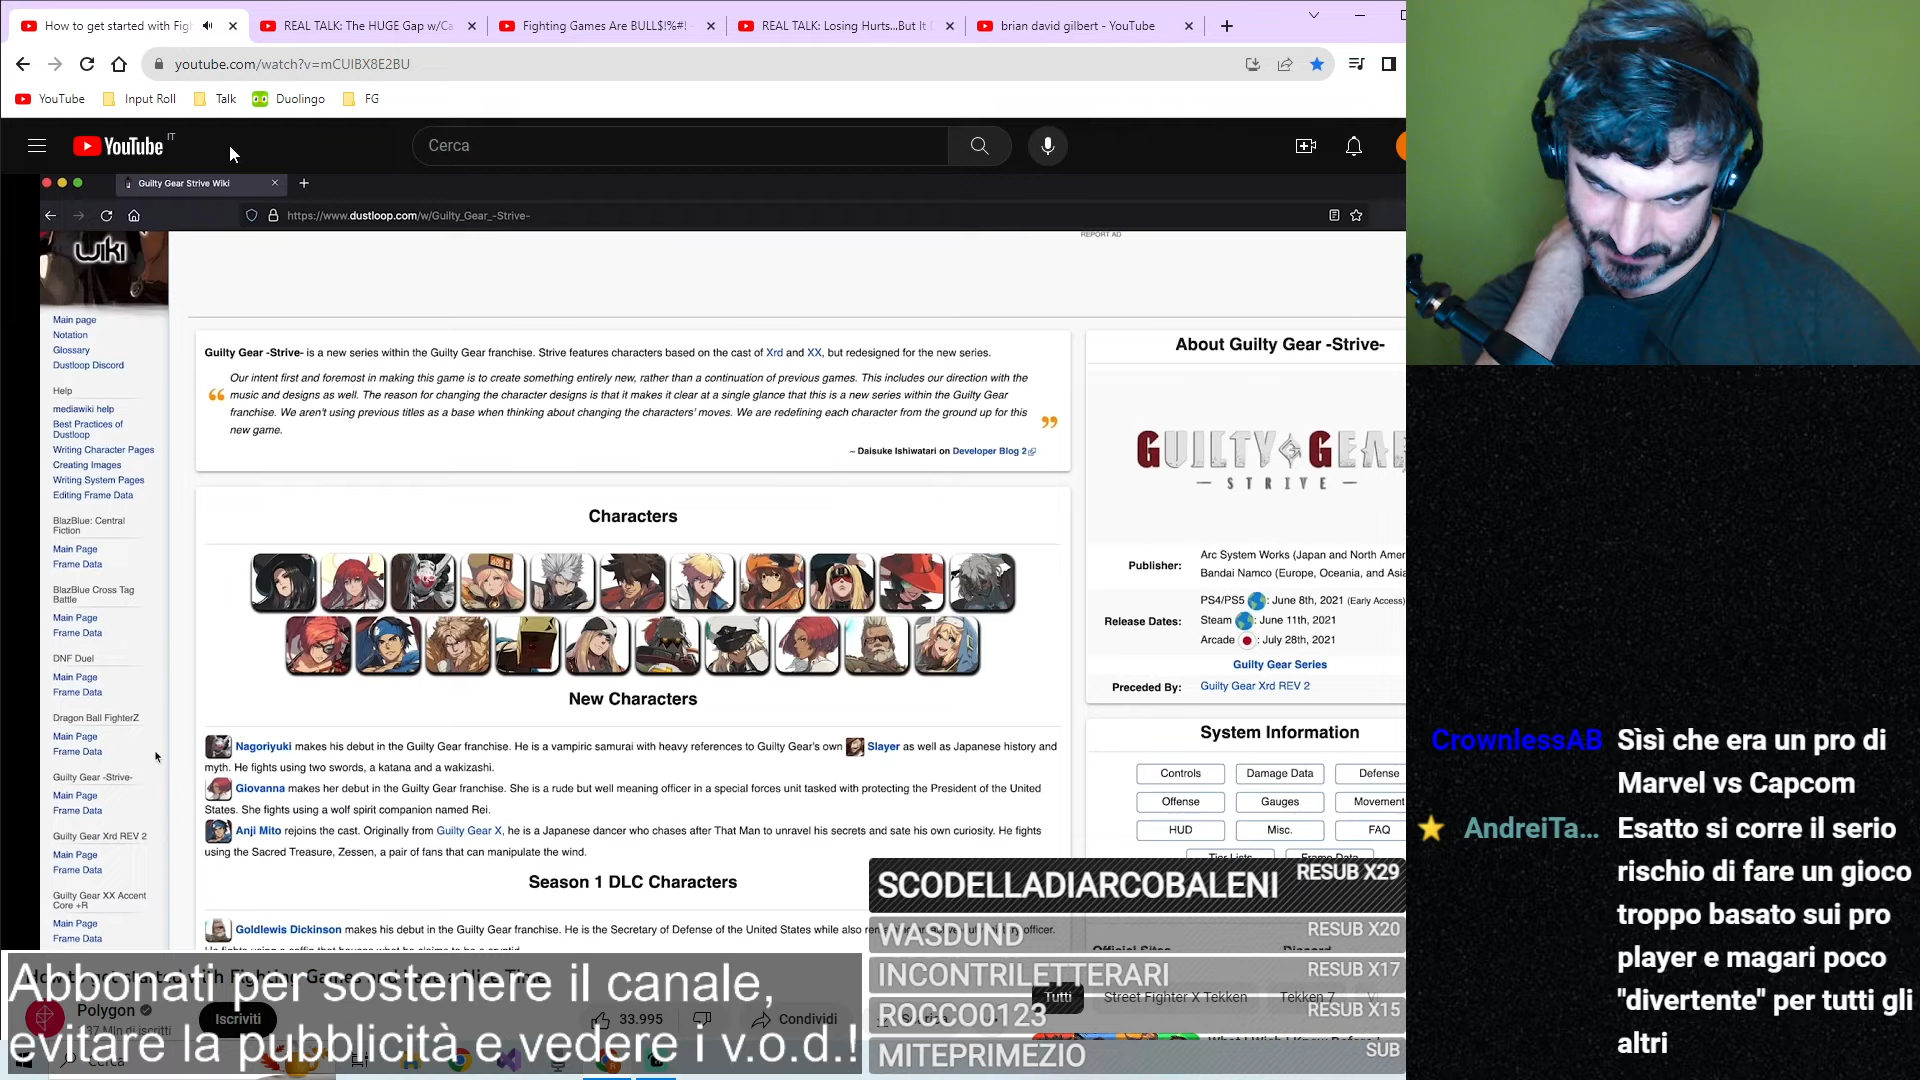 How to get started with Figh
REAL TALK: The HUGE Gap w/Ca
Fighting Games Are BULL$!%#!
REAL TALK: Losing Hurts...But It
brian david gilbert - YouTube
youtube.com/watch?v=mCUIBX8E2BU
YouTube
Input Roll
Talk
Duolingo
FG
YouTube IT
Cerca
Guilty Gear Strive Wiki
https://www.dustloop.com/w/Guilty_Gear_-Strive-
REPORT AD
wiki
Main page
Notation
Glossary
Dustloop Discord
Help
mediawiki help
Best Practices of
Dustloop
Writing Character Pages
Creating Images
Writing System Pages
Editing Frame Data
BlazBlue: Central
Fiction
Main Page
Frame Data
BlazBlue Cross Tag
Battle
Main Page
Frame Data
DNF Duel
Main Page
Frame Data
Dragon Ball FighterZ
Main Page
Frame Data
Guilty Gear -Strive-
Main Page
Frame Data
Guilty Gear Xrd REV 2
Main Page
Frame Data
Guilty Gear XX Accent
Core +R
Main Page
Frame Data
Guilty Gear -Strive- is a new series within the Guilty Gear franchise. Strive features characters based on the cast of Xrd and XX, but redesigned for the new series.
“ Our intent first and foremost in making this game is to create something entirely new, rather than a continuation of previous games. This includes our direction with the
music and designs as well. The reason for changing the character designs is that it makes it clear at a single glance that this is a new series within the Guilty Gear
franchise. We aren't using previous titles as a base when thinking about changing the characters' moves. We are redefining each character from the ground up for this
new game. ”
~ Daisuke Ishiwatari on Developer Blog 2
Characters
New Characters
Nagoriyuki makes his debut in the Guilty Gear franchise. He is a vampiric samurai with heavy references to Guilty Gear's own Slayer as well as Japanese history and
myth. He fights using two swords, a katana and a wakizashi.
Giovanna makes her debut in the Guilty Gear franchise. She is a rude but well meaning officer in a special forces unit tasked with protecting the President of the United
States. She fights using a wolf spirit companion named Rei.
Anji Mito rejoins the cast. Originally from Guilty Gear X, he is a Japanese dancer who chases after That Man to unravel his secrets and sate his own curiosity. He fights
using the Sacred Treasure, Zessen, a pair of fans that can manipulate the wind.
Season 1 DLC Characters
Goldlewis Dickinson makes his debut in the Guilty Gear franchise. He is the Secretary of Defense of the United States while also
officer.
About Guilty Gear -Strive-
GUILTY GEAR
STRIVE
Publisher:
Arc System Works (Japan and North Amer
Bandai Namco (Europe, Oceania, and Asia
Release Dates:
PS4/PS5 : June 8th, 2021 (Early Access)
Steam : June 11th, 2021
Arcade : July 28th, 2021
Guilty Gear Series
Preceded By: Guilty Gear Xrd REV 2
System Information
Controls
Damage Data
Defense
Offense
Gauges
Movement
HUD
Misc.
FAQ
Tier Lists
Frame Data
Polygon
Iscriviti
33.995
Condividi
Tutti
Street Fighter X Tekken
Tekken 7
Cerca
Abbonati per sostenere il canale,
evitare la pubblicità e vedere i v.o.d.!
SCODELLADIARCOBALENI RESUB X29
WASDUND RESUB X20
INCONTRILETTERARI RESUB X17
ROCCO0123 RESUB X15
MITEPRIMEZIO SUB
CrownlessAB Sìsì che era un pro di
Marvel vs Capcom
AndreiTa... Esatto si corre il serio
rischio di fare un gioco
troppo basato sui pro
player e magari poco
"divertente" per tutti gli
altri